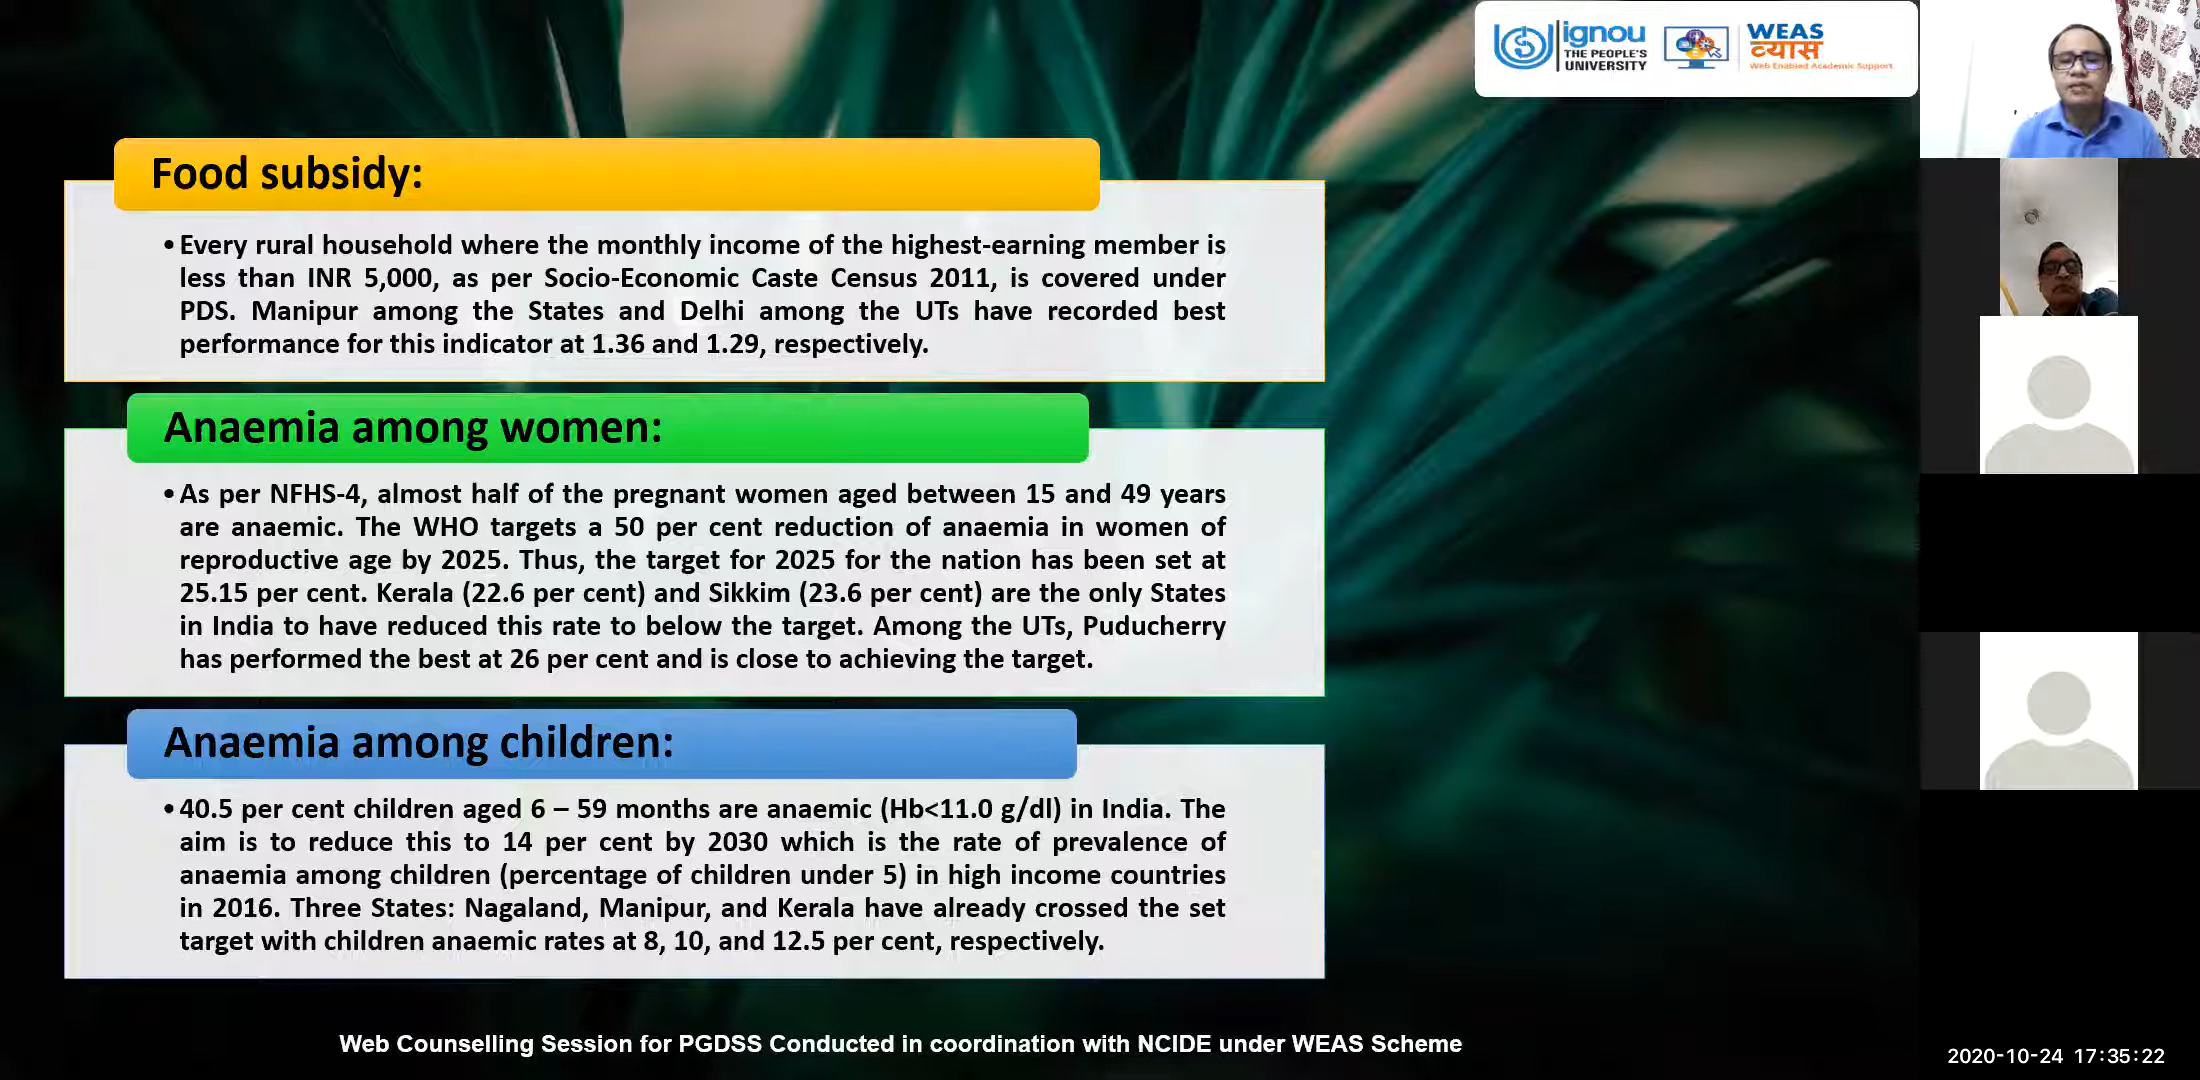 ignou
THE PEOPLE'S
UNIVERSITY
WEAS
व्यास
Web Enabled Academic Support
Food subsidy:
•Every rural household where the monthly income of the highest-earning member is
less than INR 5,000, as per Socio-Economic Caste Census 2011, is covered under
PDS. Manipur among the States and Delhi among the UTs have recorded best
performance for this indicator at 1.36 and 1.29, respectively.
Anaemia among women:
•As per NFHS-4, almost half of the pregnant women aged between 15 and 49 years
are anaemic. The WHO targets a 50 per cent reduction of anaemia in women of
reproductive age by 2025. Thus, the target for 2025 for the nation has been set at
25.15 per cent. Kerala (22.6 per cent) and Sikkim (23.6 per cent) are the only States
in India to have reduced this rate to below the target. Among the UTs, Puducherry
has performed the best at 26 per cent and is close to achieving the target.
Anaemia among children:
•40.5 per cent children aged 6 – 59 months are anaemic (Hb<11.0 g/dl) in India. The
aim is to reduce this to 14 per cent by 2030 which is the rate of prevalence of
anaemia among children (percentage of children under 5) in high income countries
in 2016. Three States: Nagaland, Manipur, and Kerala have already crossed the set
target with children anaemic rates at 8, 10, and 12.5 per cent, respectively.
Web Counselling Session for PGDSS Conducted in coordination with NCIDE under WEAS Scheme
2020-10-24 17:35:22